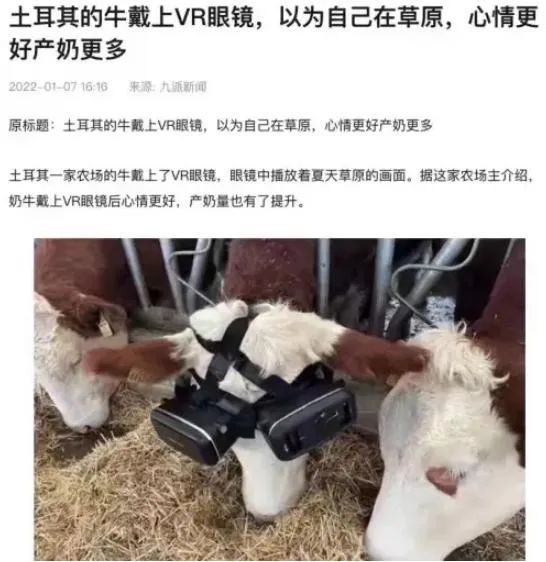 土耳其的牛戴上VR眼镜，以为自己在草原，心情更
好产奶更多
2022-01-07 16:16 来源: 九派新闻
原标题：土耳其的牛戴上VR眼镜，以为自己在草原，心情更好产奶更多
土耳其一家农场的牛戴上了VR眼镜，眼镜中播放着夏天草原的画面。据这家农场主介绍，
奶牛戴上VR眼镜后心情更好，产奶量也有了提升。